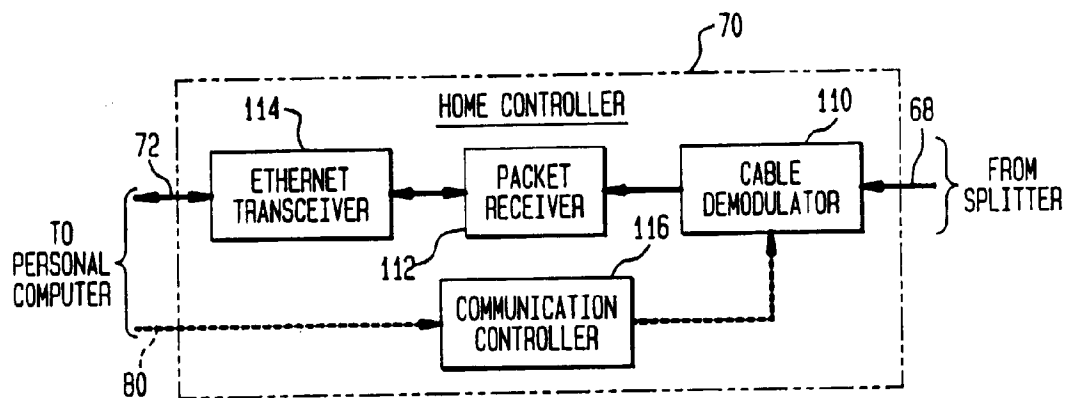 70
HOME CONTROLLER
114
110
68
72
ETHERNET
TRANSCEIVER
PACKET
RECEIVER
CABLE
DEMODULATOR
FROM
SPLITTER
TO
PERSONAL
COMPUTER
112
116
COMMUNICATION
CONTROLLER
80